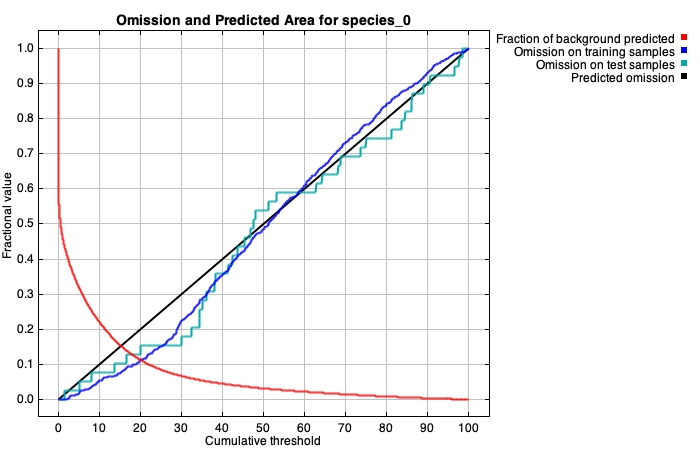 Omission and Predicted Area for species_0
Fraction of background predicted
Omission on training samples
Omission on test samples
Predicted omission
Fractional value
1.0
0.9
0.8
0.7
0.6
0.5
0.4
0.3
0.2
0.1
0.0
0 10 20 30 40 50 60 70 80 90 100
Cumulative threshold